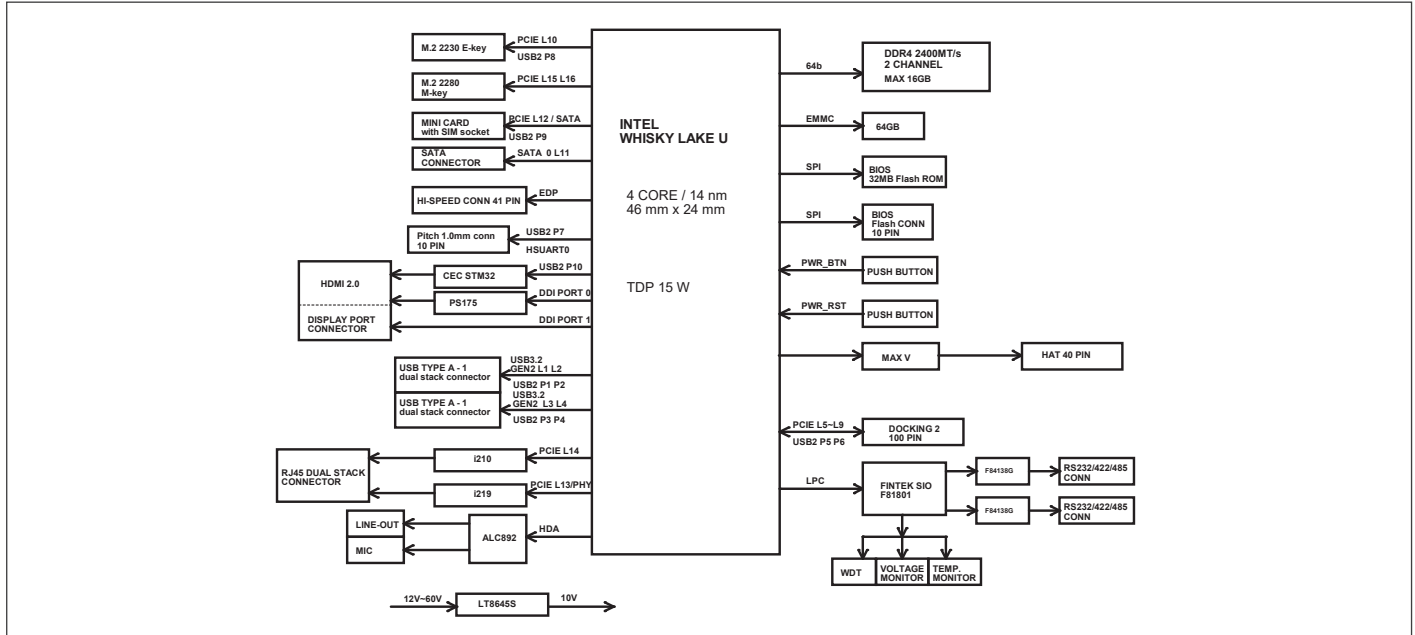 M.2 2230 E-key
PCIE L10
USB2 P8
M.2 2280
M-key
PCIE L15 L16
MINI CARD
with SIM socket
PCIE L12 / SATA
USB2 P9
SATA
CONNECTOR
SATA 0 L11
HI-SPEED CONN 41 PIN
EDP
Pitch 1.0mm conn
10 PIN
USB2 P7
HSUART0
HDMI 2.0
CEC STM32
USB2 P10
PS175
DDI PORT 0
DISPLAY PORT
CONNECTOR
DDI PORT 1
USB TYPE A - 1
dual stack connector
USB3.2
GEN2 L1 L2
USB2 P1 P2
USB TYPE A - 1
dual stack connector
USB3.2
GEN2 L3 L4
USB2 P3 P4
RJ45 DUAL STACK
CONNECTOR
i210
PCIE L14
i219
PCIE L13/PHY
LINE-OUT
MIC
ALC892
HDA
12V~60V
LT8645S
10V
INTEL
WHISKY LAKE U
4 CORE / 14 nm
46 mm x 24 mm
TDP 15 W
64b
DDR4 2400MT/s
2 CHANNEL
MAX 16GB
EMMC
64GB
SPI
BIOS
32MB Flash ROM
SPI
BIOS
Flash CONN
10 PIN
PWR_BTN
PUSH BUTTON
PWR_RST
PUSH BUTTON
MAX V
HAT 40 PIN
PCIE L5~L9
USB2 P5 P6
DOCKING 2
100 PIN
LPC
FINTEK SIO
F81801
F84138G
RS232/422/485
CONN
F84138G
RS232/422/485
CONN
WDT
VOLTAGE
MONITOR
TEMP.
MONITOR